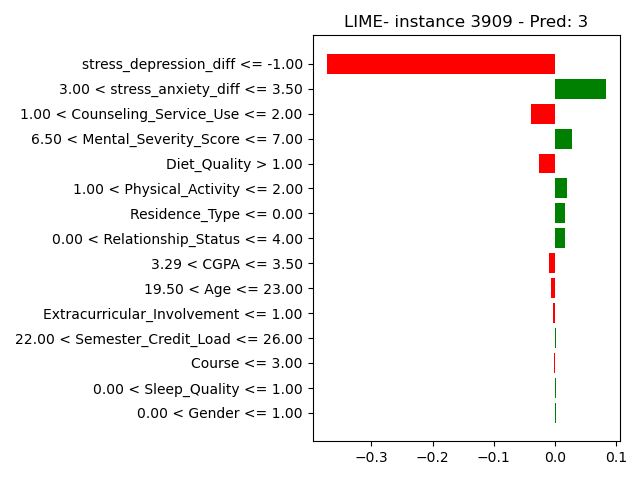 LIME- instance 3909 - Pred: 3
stress_depression_diff <= -1.00
3.00 < stress_anxiety_diff <= 3.50
1.00 < Counseling_Service_Use <= 2.00
6.50 < Mental_Severity_Score <= 7.00
Diet_Quality > 1.00
1.00 < Physical_Activity <= 2.00
Residence_Type <= 0.00
0.00 < Relationship_Status <= 4.00
3.29 < CGPA <= 3.50
19.50 < Age <= 23.00
Extracurricular_Involvement <= 1.00
22.00 < Semester_Credit_Load <= 26.00
Course <= 3.00
0.00 < Sleep_Quality <= 1.00
0.00 < Gender <= 1.00
−0.3 −0.2 −0.1 0.0 0.1